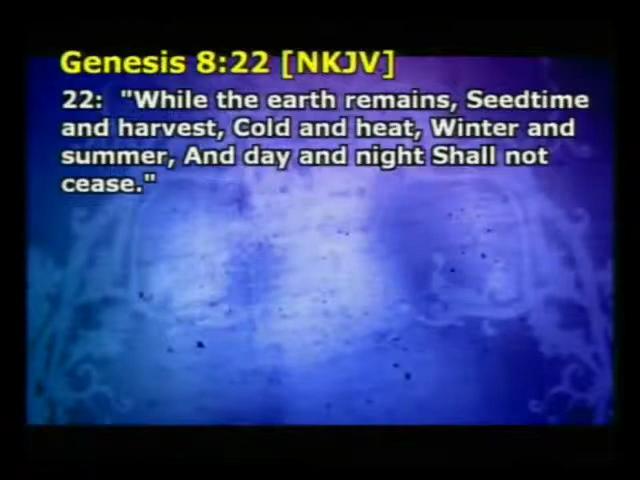 Genesis 8:22 [NKJV]
22:  "While the earth remains, Seedtime
and harvest, Cold and heat, Winter and
summer, And day and night Shall not
cease."